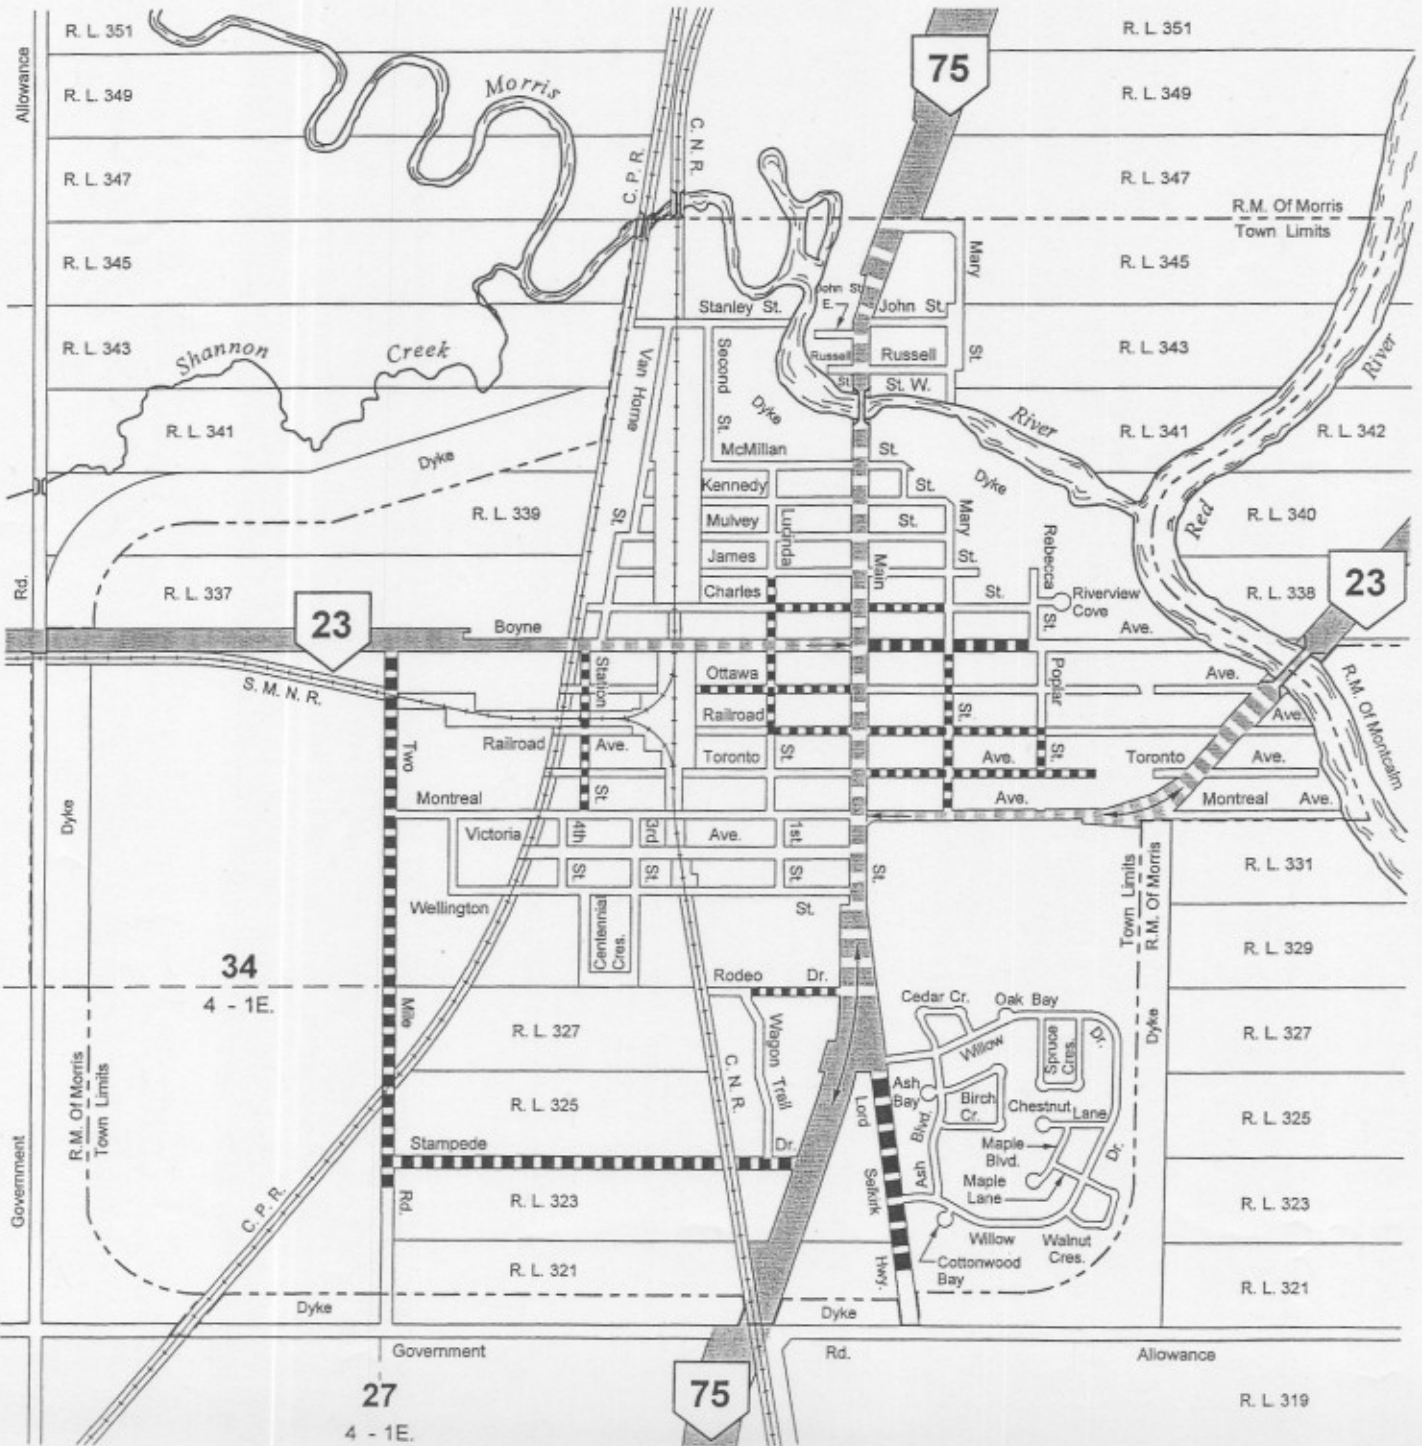 R. L. 351
R. L. 351
Allowance
75
R. L. 349
Morris
R. L. 349
C. N. R.
C. P. R.
R. L. 347
R. L. 347
R.M. Of Morris
Town Limits
R. L. 345
Mary
R. L. 345
John St.
E.
Stanley St.
John St.
R. L. 343
Shannon
Creek
Van Horne
Second
Russell
Russell
St.
R. L. 343
River
St.
St. W.
Dyke
St.
River
R. L. 341
R. L. 341
R. L. 342
McMillan
St.
Dyke
Dyke
Kennedy
St.
R. L. 339
St.
Mulvey
Lucinda
St.
Mary
Rebecca
Red
R. L. 340
James
Main
St.
23
Rd.
R. L. 337
Charles
St.
Riverview
Cove
R. L. 338
23
Boyne
St.
Ave.
S. M. N. R.
Station
Ottawa
Poplar
Ave.
R.M. Of Montcalm
Railroad
St.
Ave.
Two
Railroad
Ave.
Toronto
St.
Ave.
St.
Toronto
Ave.
Dyke
Montreal
St.
Ave.
Montreal
Ave.
Victoria
4th
3rd
Ave.
1st.
St.
St.
St.
St.
Town Limits
R.M. Of Morris
R. L. 331
Wellington
St.
Centennial
Cres.
R. L. 329
34
4 - 1E.
Rodeo
Dr.
Mile
Cedar Cr.
Oak Bay
Dyke
R. L. 327
Wagon Trail
Willow
Spruce
Cres.
Dr.
R. L. 327
R.M. Of Morris
Town Limits
C. N. R.
Ash
Bay
Birch
Cr.
Chestnut
Lane
R. L. 325
Lord
Blvd.
R. L. 325
Government
Stampede
Dr.
Maple
Blvd.
Dr.
Rd.
C. P. R.
R. L. 323
Selkirk
Ash
Maple
Lane
R. L. 323
Willow
Walnut
Cres.
R. L. 321
Hwy.
Cottonwood
Bay
R. L. 321
Dyke
Dyke
Government
Rd.
Allowance
27
4 - 1E.
75
R. L. 319